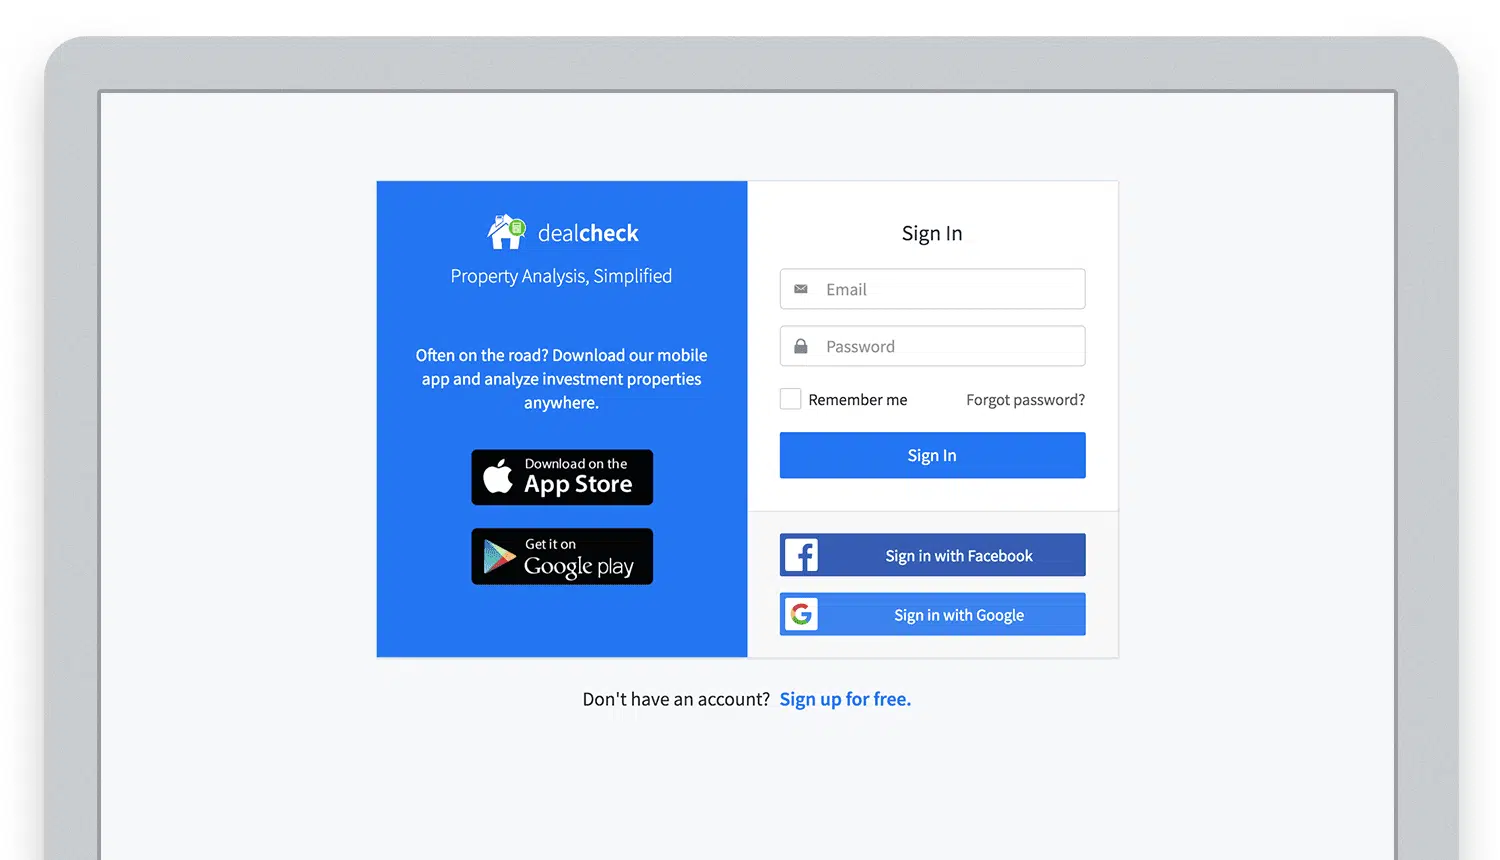 dealcheck
Property Analysis, Simplified
Often on the road? Download our mobile
app and analyze investment properties
anywhere.
Download on the
App Store
Get it on
Google play
Sign In
Email
Password
Remember me
Forgot password?
Sign In
Sign in with Facebook
Sign in with Google
Don't have an account? Sign up for free.